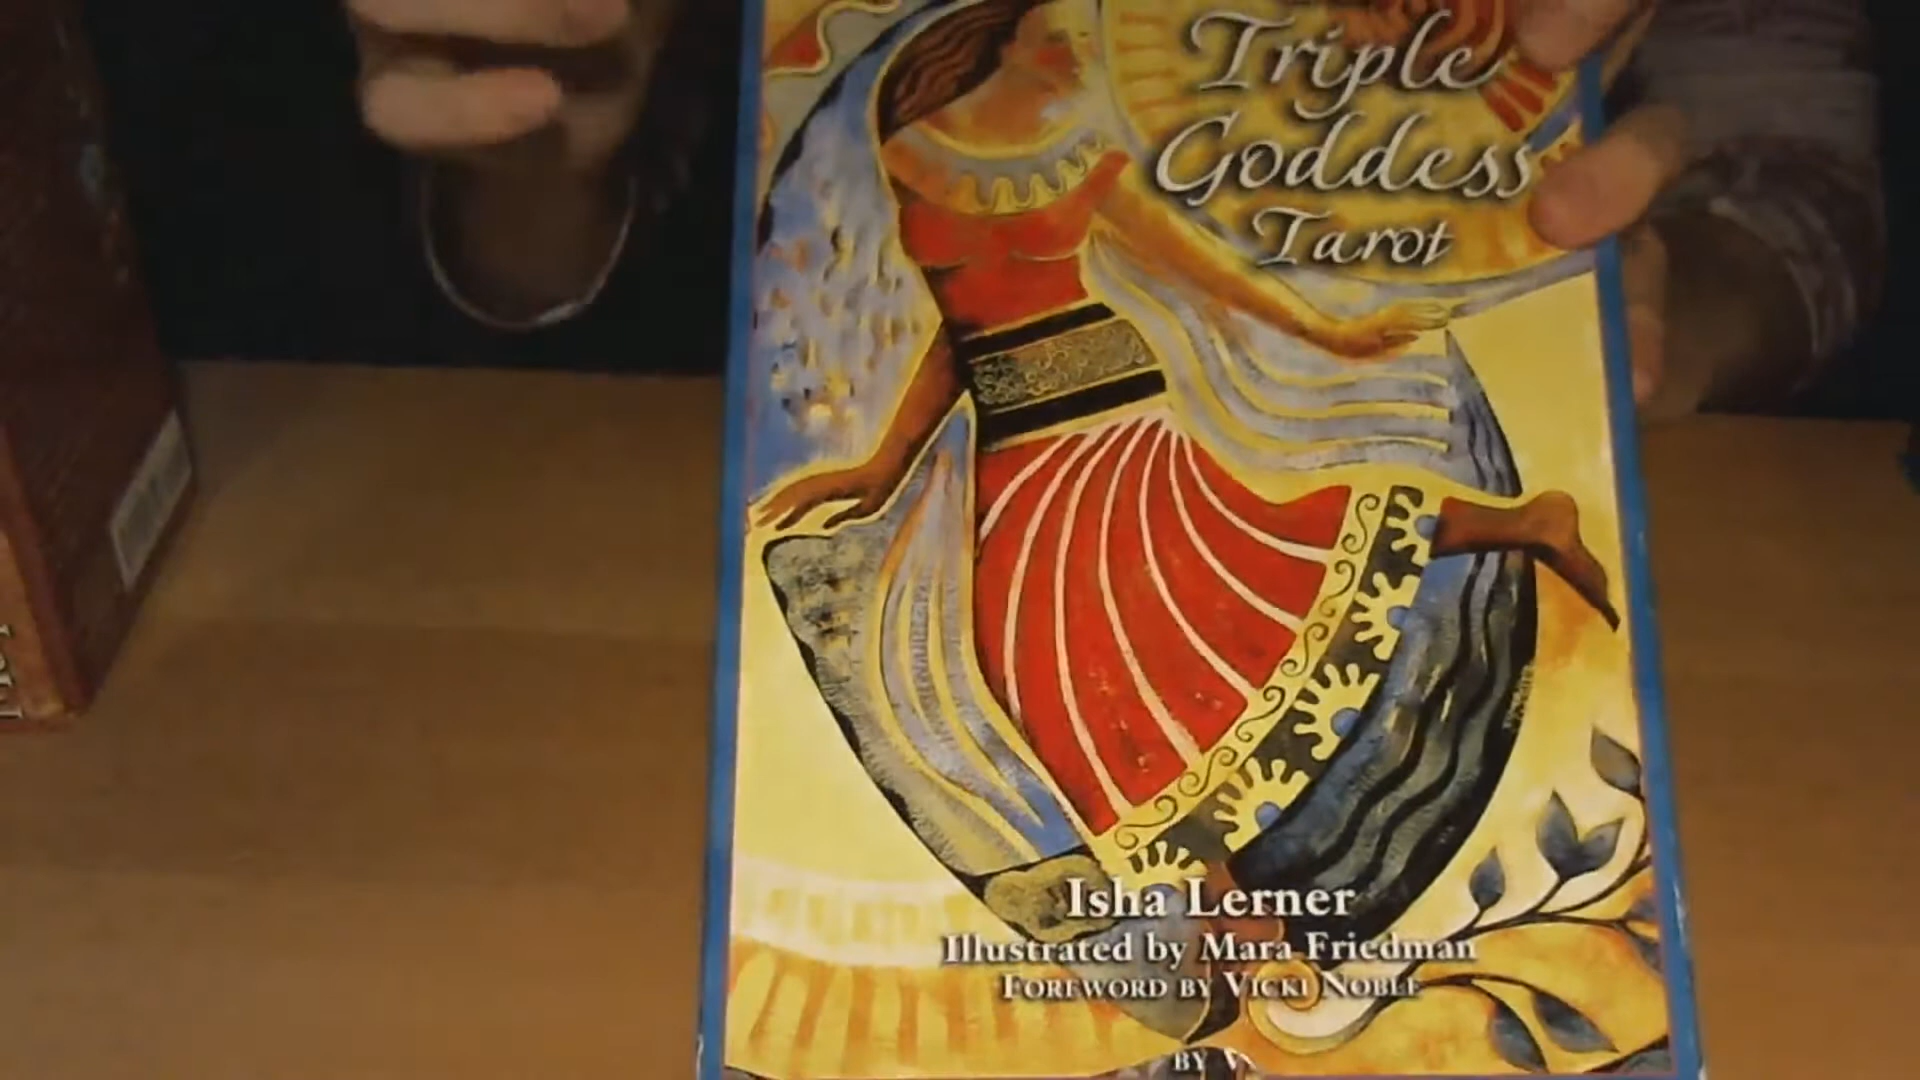 Triple
Goddess
Tarot
Isha Lerner
Illustrated by Mara Friedman
FOREWORD BY VICKI NOBLE
BY